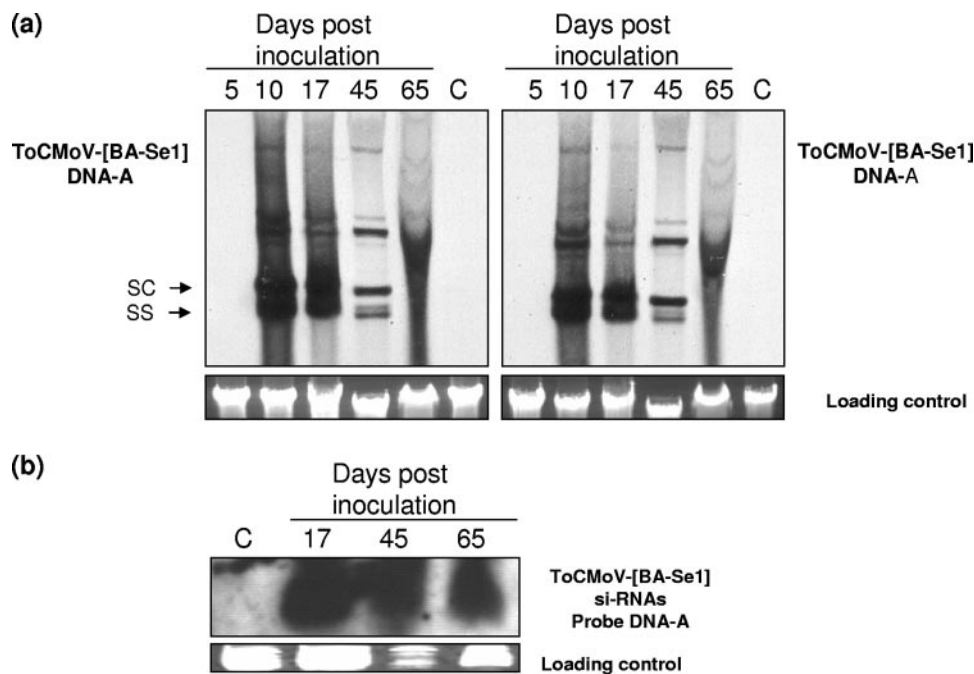 (a)
Days post
inoculation
5 10 17 45 65 C
Days post
inoculation
5 10 17 45 65 C
ToCMoV-[BA-Se1]
DNA-A
ToCMoV-[BA-Se1]
DNA-A
SC
SS
Loading control
(b)
Days post
inoculation
C 17 45 65
ToCMoV-[BA-Se1]
si-RNAs
Probe DNA-A
Loading control